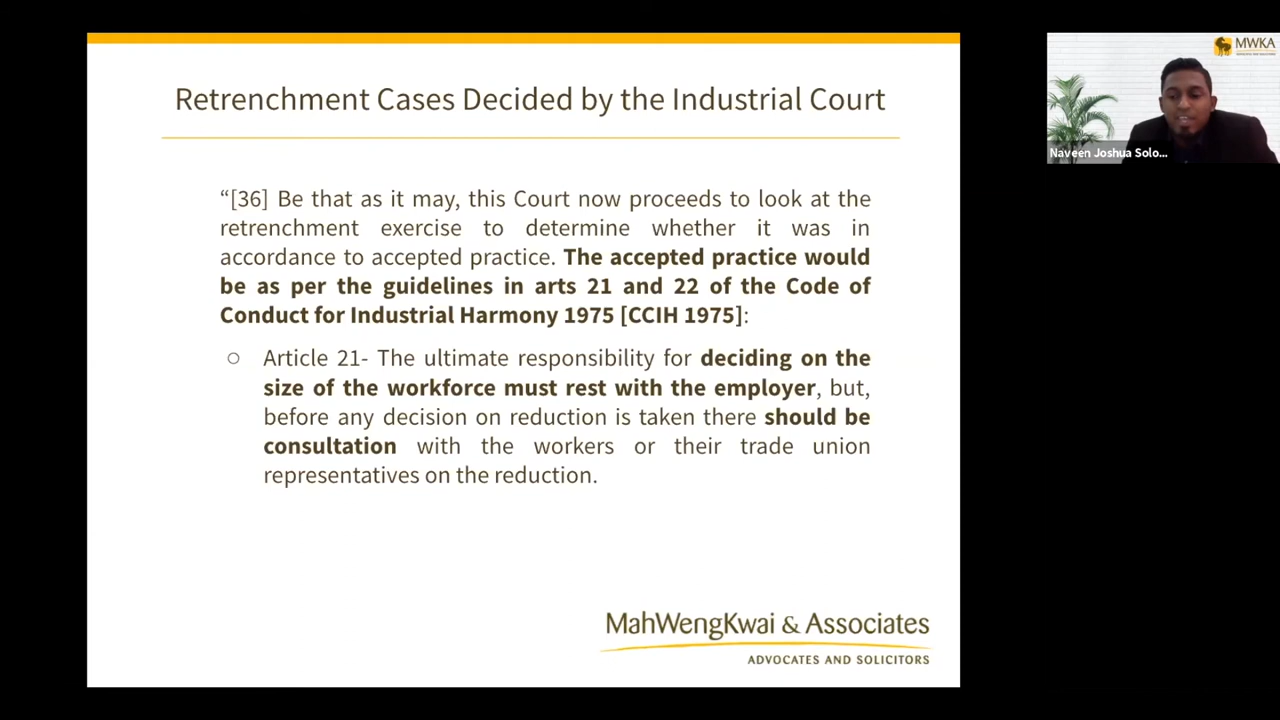 Retrenchment Cases Decided by the Industrial Court
“[36] Be that as it may, this Court now proceeds to look at the
retrenchment exercise to determine whether it was in
accordance to accepted practice. The accepted practice would
be as per the guidelines in arts 21 and 22 of the Code of
Conduct for Industrial Harmony 1975 [CCIH 1975]:
○ Article 21- The ultimate responsibility for deciding on the
size of the workforce must rest with the employer, but,
before any decision on reduction is taken there should be
consultation with the workers or their trade union
representatives on the reduction.
MahWengKwai & Associates
ADVOCATES AND SOLICITORS
MWKA
Naveen Joshua Solo...